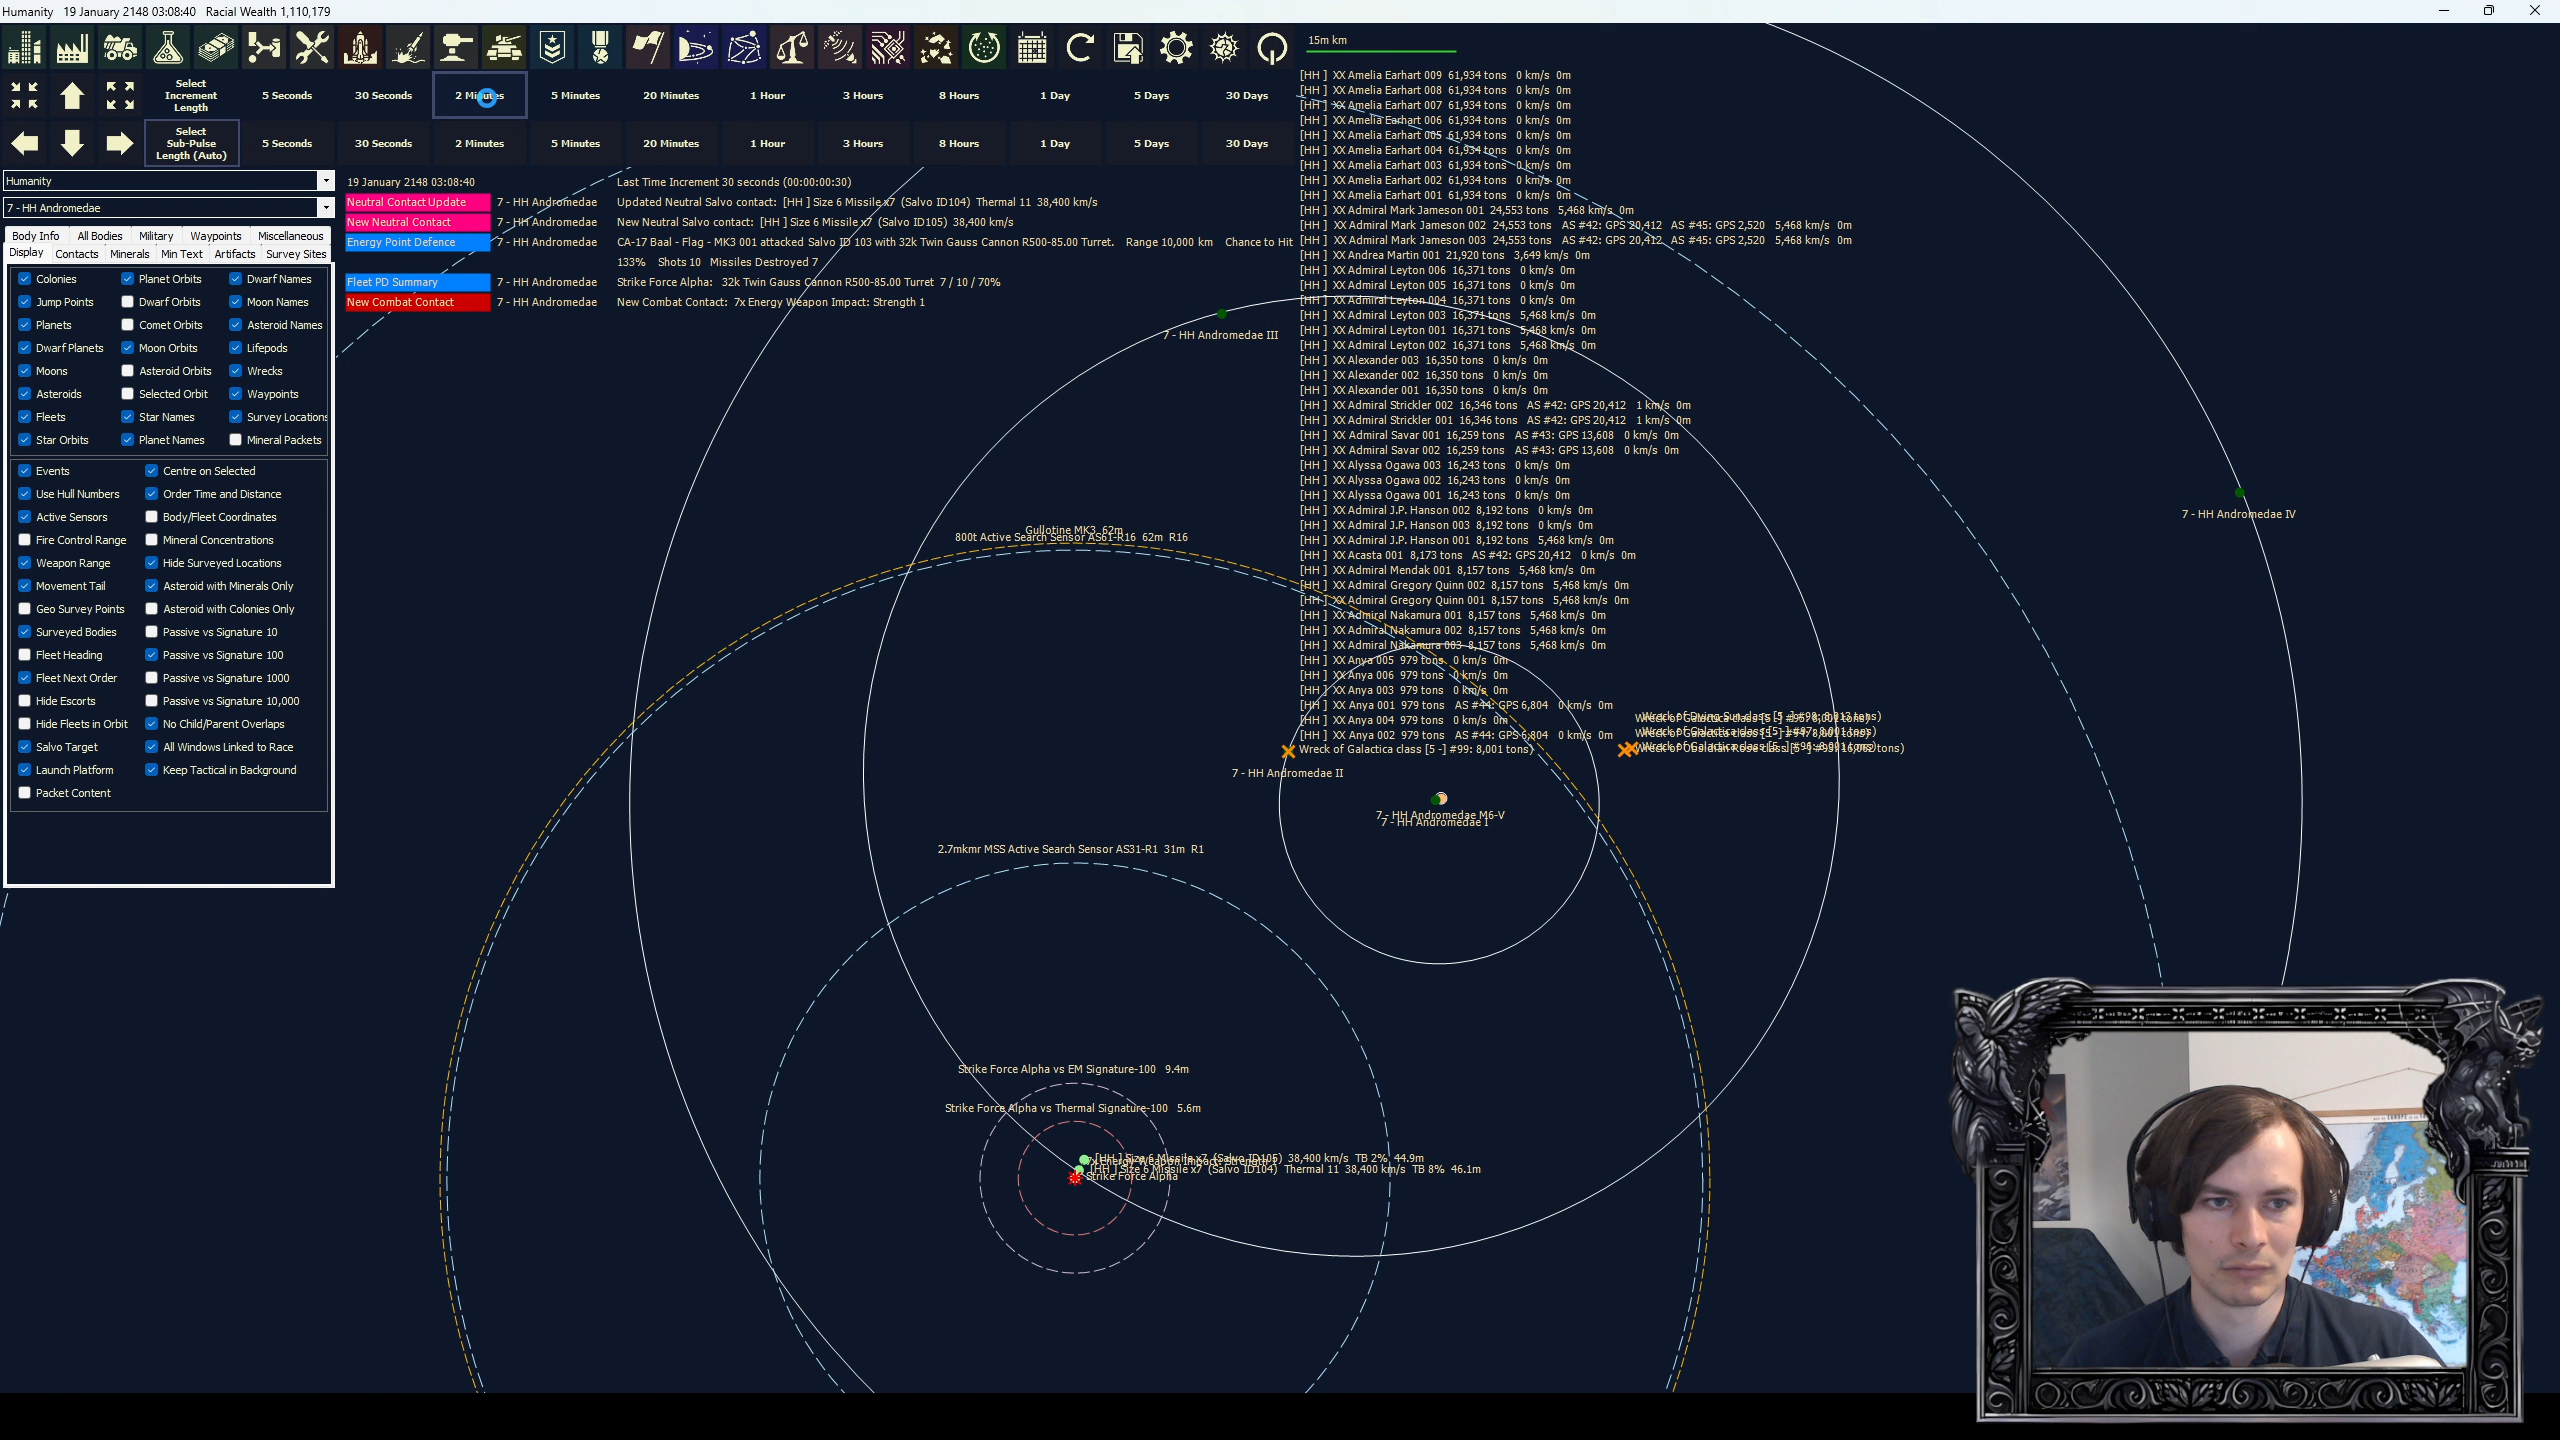 Humanity 19 January 2148 03:08:40 Racial Wealth 1,110,179
15m km
Select Increment Length
5 Seconds
30 Seconds
2 Minutes
5 Minutes
20 Minutes
1 Hour
3 Hours
8 Hours
1 Day
5 Days
30 Days
Select Sub-Pulse Length (Auto)
5 Seconds
30 Seconds
2 Minutes
5 Minutes
20 Minutes
1 Hour
3 Hours
8 Hours
1 Day
5 Days
30 Days
Humanity
7 - HH Andromedae
Body Info All Bodies Military Waypoints Miscellaneous
Display Contacts Minerals Min Text Artifacts Survey Sites
Colonies Planet Orbits Dwarf Names
Jump Points Dwarf Orbits Moon Names
Planets Comet Orbits Asteroid Names
Dwarf Planets Moon Orbits Lifepods
Moons Asteroid Orbits Wrecks
Asteroids Selected Orbit Waypoints
Fleets Star Names Survey Locations
Star Orbits Planet Names Mineral Packets
Events Centre on Selected
Use Hull Numbers Order Time and Distance
Active Sensors Body/Fleet Coordinates
Fire Control Range Mineral Concentrations
Weapon Range Hide Surveyed Locations
Movement Tail Asteroid with Minerals Only
Geo Survey Points Asteroid with Colonies Only
Surveyed Bodies Passive vs Signature 10
Fleet Heading Passive vs Signature 100
Fleet Next Order Passive vs Signature 1000
Hide Escorts Passive vs Signature 10,000
Hide Fleets in Orbit No Child/Parent Overlaps
Salvo Target All Windows Linked to Race
Launch Platform Keep Tactical in Background
Packet Content
19 January 2148 03:08:40 Last Time Increment 30 seconds (00:00:00:30)
Neutral Contact Update 7 - HH Andromedae Updated Neutral Salvo contact: [HH ] Size 6 Missile x7 (Salvo ID104) Thermal 11 38,400 km/s
New Neutral Contact 7 - HH Andromedae New Neutral Salvo contact: [HH ] Size 6 Missile x7 (Salvo ID105) 38,400 km/s
Energy Point Defence 7 - HH Andromedae CA-17 Baal - Flag - MK3 001 attacked Salvo ID 103 with 32k Twin Gauss Cannon R500-85.00 Turret. Range 10,000 km Chance to Hit
133% Shots 10 Missiles Destroyed 7
Fleet PD Summary 7 - HH Andromedae Strike Force Alpha: 32k Twin Gauss Cannon R500-85.00 Turret 7 / 10 / 70%
New Combat Contact 7 - HH Andromedae New Combat Contact: 7x Energy Weapon Impact: Strength 1
[HH ] XX Amelia Earhart 009 61,934 tons 0 km/s 0m
[HH ] XX Amelia Earhart 008 61,934 tons 0 km/s 0m
[HH ] XX Amelia Earhart 007 61,934 tons 0 km/s 0m
[HH ] XX Amelia Earhart 006 61,934 tons 0 km/s 0m
[HH ] XX Amelia Earhart 005 61,934 tons 0 km/s 0m
[HH ] XX Amelia Earhart 004 61,934 tons 0 km/s 0m
[HH ] XX Amelia Earhart 003 61,934 tons 0 km/s 0m
[HH ] XX Amelia Earhart 002 61,934 tons 0 km/s 0m
[HH ] XX Amelia Earhart 001 61,934 tons 0 km/s 0m
[HH ] XX Admiral Mark Jameson 001 24,553 tons 5,468 km/s 0m
[HH ] XX Admiral Mark Jameson 002 24,553 tons AS #42: GPS 20,412 AS #45: GPS 2,520 5,468 km/s 0m
[HH ] XX Admiral Mark Jameson 003 24,553 tons AS #42: GPS 20,412 AS #45: GPS 2,520 5,468 km/s 0m
[HH ] XX Andrea Martin 001 21,920 tons 3,649 km/s 0m
[HH ] XX Admiral Leyton 006 16,371 tons 0 km/s 0m
[HH ] XX Admiral Leyton 005 16,371 tons 0 km/s 0m
[HH ] XX Admiral Leyton 004 16,371 tons 0 km/s 0m
[HH ] XX Admiral Leyton 003 16,371 tons 5,468 km/s 0m
[HH ] XX Admiral Leyton 001 16,371 tons 5,468 km/s 0m
[HH ] XX Admiral Leyton 002 16,371 tons 5,468 km/s 0m
[HH ] XX Alexander 003 16,350 tons 0 km/s 0m
[HH ] XX Alexander 002 16,350 tons 0 km/s 0m
[HH ] XX Alexander 001 16,350 tons 0 km/s 0m
[HH ] XX Admiral Strickler 002 16,346 tons AS #42: GPS 20,412 1 km/s 0m
[HH ] XX Admiral Strickler 001 16,346 tons AS #42: GPS 20,412 1 km/s 0m
[HH ] XX Admiral Savar 001 16,259 tons AS #43: GPS 13,608 0 km/s 0m
[HH ] XX Admiral Savar 002 16,259 tons AS #43: GPS 13,608 0 km/s 0m
[HH ] XX Alyssa Ogawa 003 16,243 tons 0 km/s 0m
[HH ] XX Alyssa Ogawa 002 16,243 tons 0 km/s 0m
[HH ] XX Alyssa Ogawa 001 16,243 tons 0 km/s 0m
[HH ] XX Admiral J.P. Hanson 002 8,192 tons 0 km/s 0m
[HH ] XX Admiral J.P. Hanson 003 8,192 tons 0 km/s 0m
[HH ] XX Admiral J.P. Hanson 001 8,192 tons 5,468 km/s 0m
[HH ] XX Acasta 001 8,173 tons AS #42: GPS 20,412 0 km/s 0m
[HH ] XX Admiral Mendak 001 8,157 tons 5,468 km/s 0m
[HH ] XX Admiral Gregory Quinn 002 8,157 tons 5,468 km/s 0m
[HH ] XX Admiral Gregory Quinn 001 8,157 tons 5,468 km/s 0m
[HH ] XX Admiral Nakamura 001 8,157 tons 5,468 km/s 0m
[HH ] XX Admiral Nakamura 002 8,157 tons 5,468 km/s 0m
[HH ] XX Admiral Nakamura 003 8,157 tons 5,468 km/s 0m
[HH ] XX Anya 005 979 tons 0 km/s 0m
[HH ] XX Anya 006 979 tons 0 km/s 0m
[HH ] XX Anya 003 979 tons 0 km/s 0m
[HH ] XX Anya 001 979 tons AS #44: GPS 6,804 0 km/s 0m
[HH ] XX Anya 004 979 tons 0 km/s 0m
[HH ] XX Anya 002 979 tons AS #44: GPS 6,804 0 km/s 0m
Wreck of Galactica class [5 -] #99: 8,001 tons)
7 - HH Andromedae II
7 - HH Andromedae III
7 - HH Andromedae IV
7 - HH Andromedae M6-V
7 - HH Andromedae I
Gullotine MK3 62m
800t Active Search Sensor AS61-R16 62m R16
2.7mkmr MSS Active Search Sensor AS31-R1 31m R1
Strike Force Alpha vs EM Signature-100 9.4m
Strike Force Alpha vs Thermal Signature-100 5.6m
[HH ] Size 6 Missile x7 (Salvo ID105) 38,400 km/s TB 2% 44.9m
7x Energy Weapon Impact: Strength 1
[HH ] Size 6 Missile x7 (Salvo ID104) Thermal 11 38,400 km/s TB 8% 46.1m
Strike Force Alpha